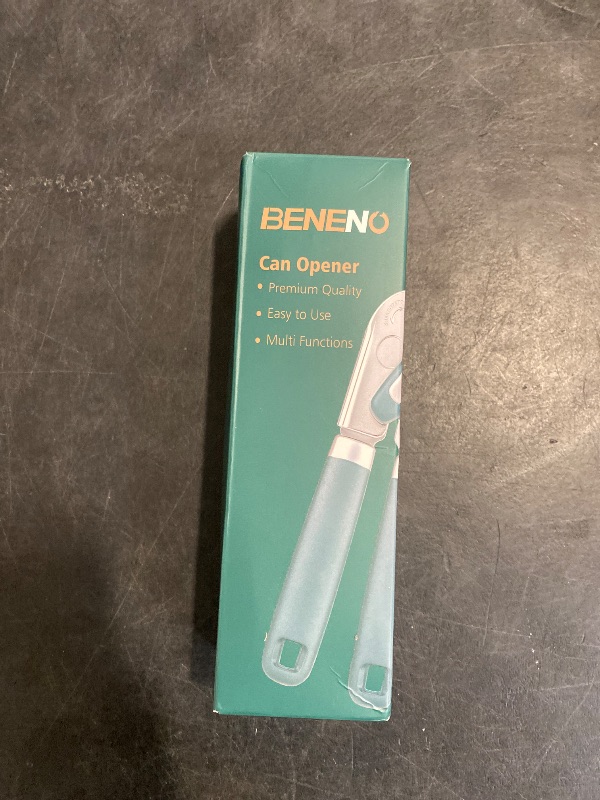 BENENO
Can Opener
• Premium Quality
• Easy to Use
• Multi Functions